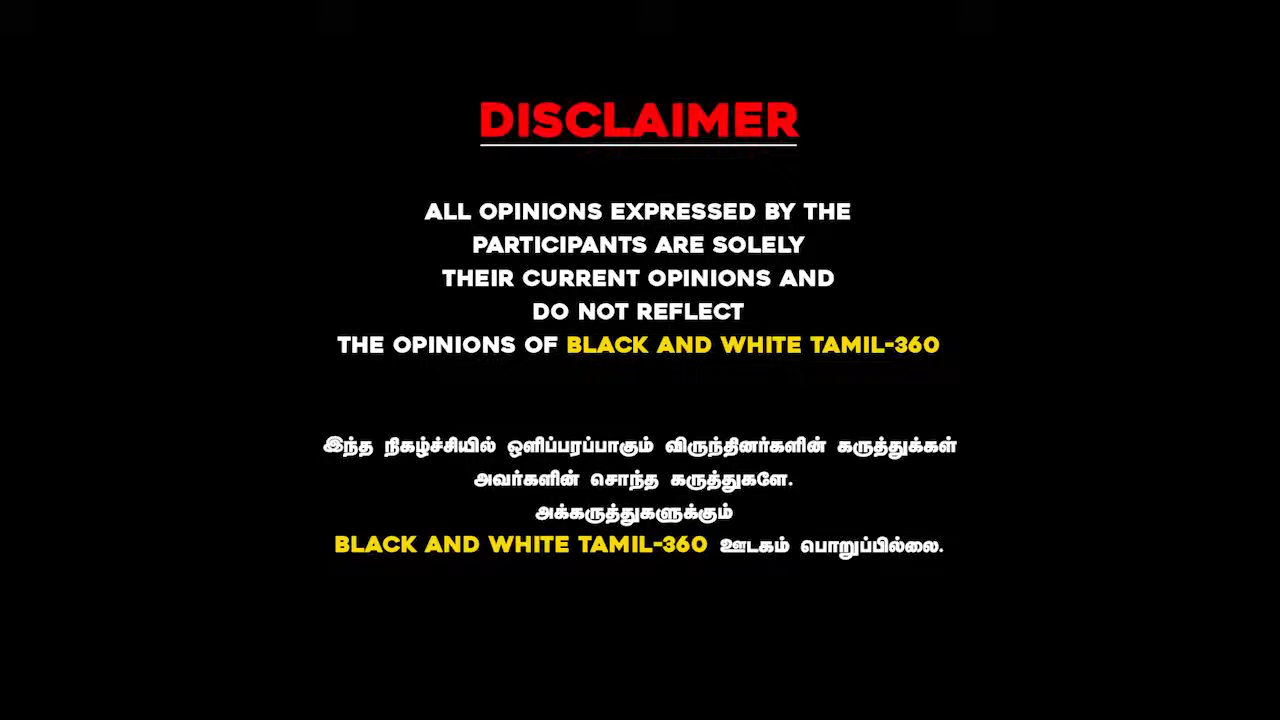 DISCLAIMER
ALL OPINIONS EXPRESSED BY THE
PARTICIPANTS ARE SOLELY
THEIR CURRENT OPINIONS AND
DO NOT REFLECT
THE OPINIONS OF BLACK AND WHITE TAMIL-360
இந்த நிகழ்ச்சியில் ஒளிப்பரப்பாகும் விருந்தினர்களின் கருத்துக்கள்
அவர்களின் சொந்த கருத்துகளே.
அக்கருத்துகளுக்கும்
BLACK AND WHITE TAMIL-360 ஊடகம் பொறுப்பில்லை.